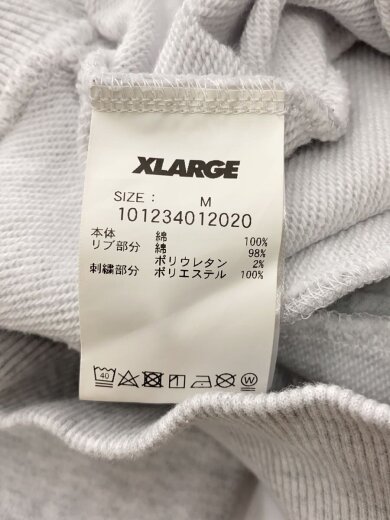 XLARGE
SIZE: M
101234012020
本体 綿 100%
リブ部分 綿 98%
ポリウレタン 2%
刺繍部分 ポリエステル 100%
40 W